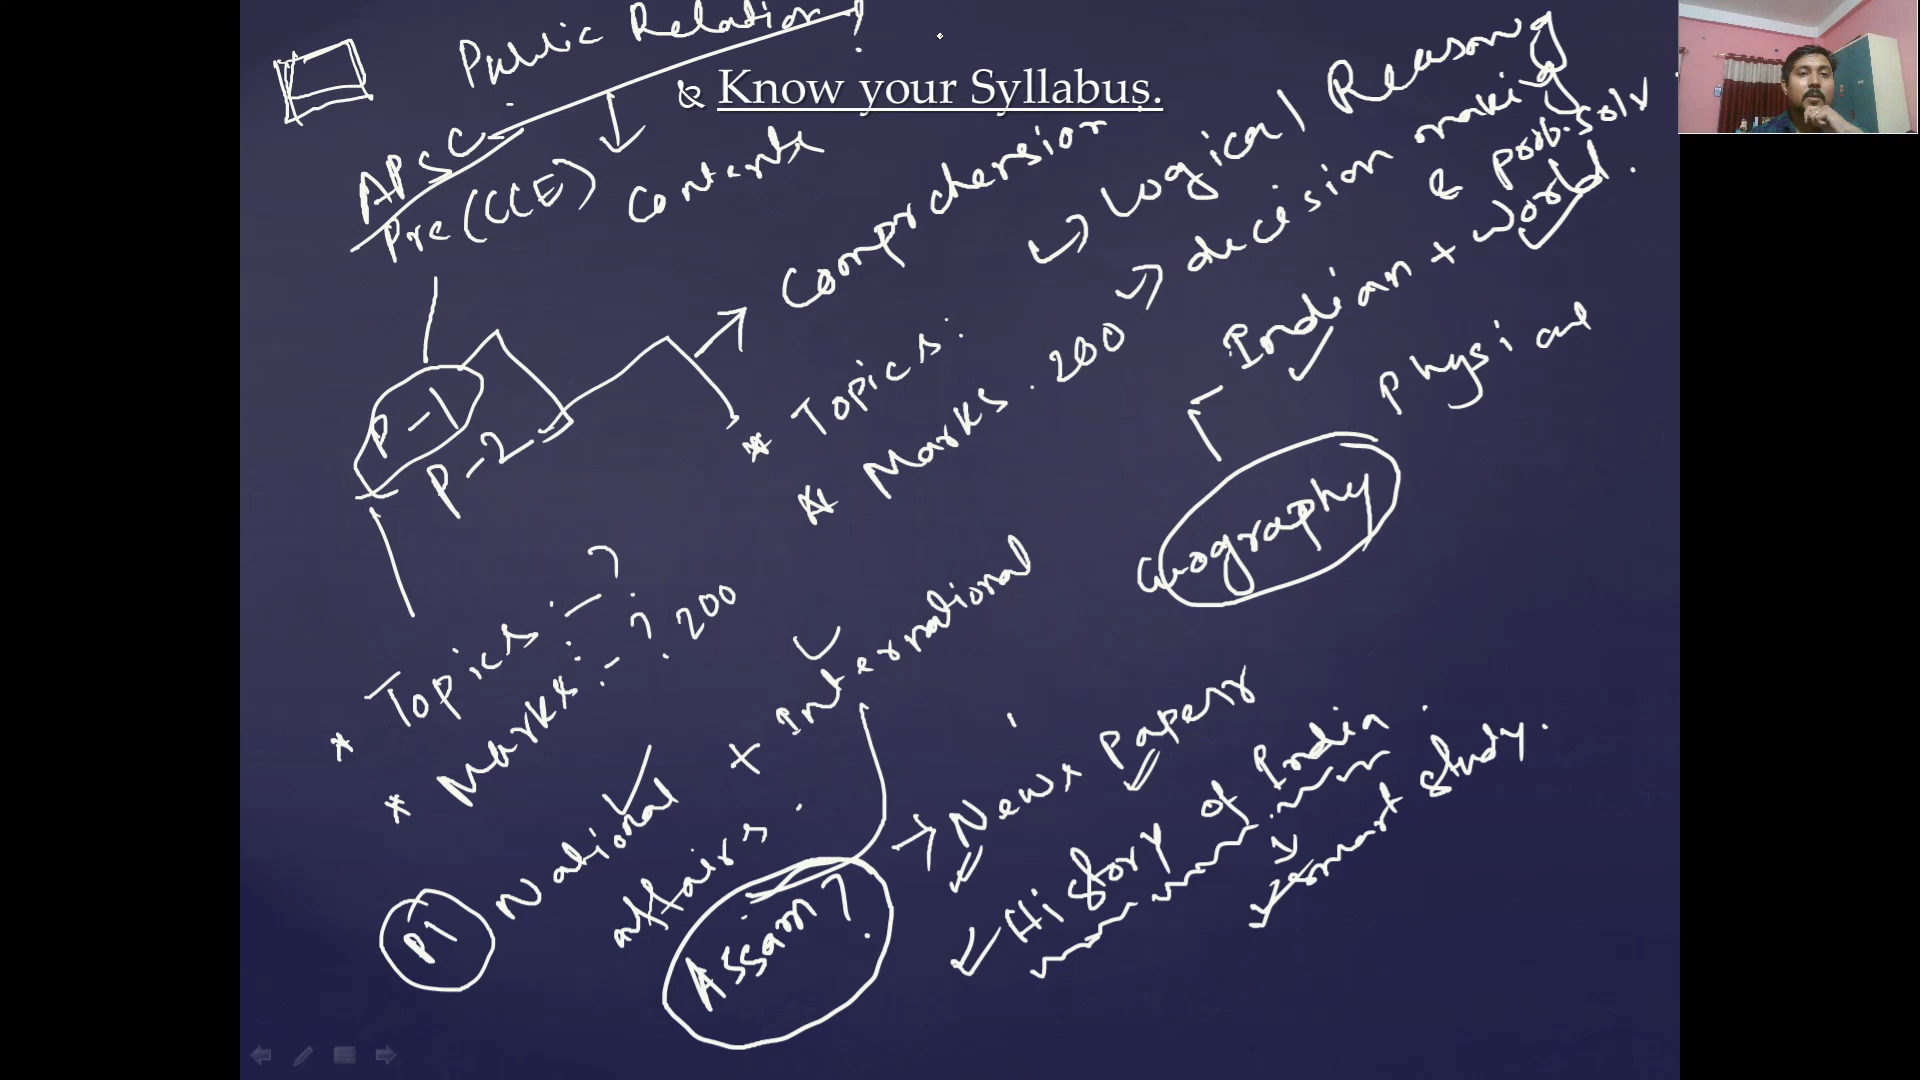 Public Relation?
& Know your Syllabus.
APSC
Pre (CCE)
Contents
Comprehension
Logical Reasong
decision making
& prob. solv
Indian + World.
Physi
Geography
P-1
P-2
* Topics:
* Marks. 200
* Topics: - ?
* Marks: - ? 200
P1 National + International
affairs.
Assam?
→ News Papers
History of India.
smart study.